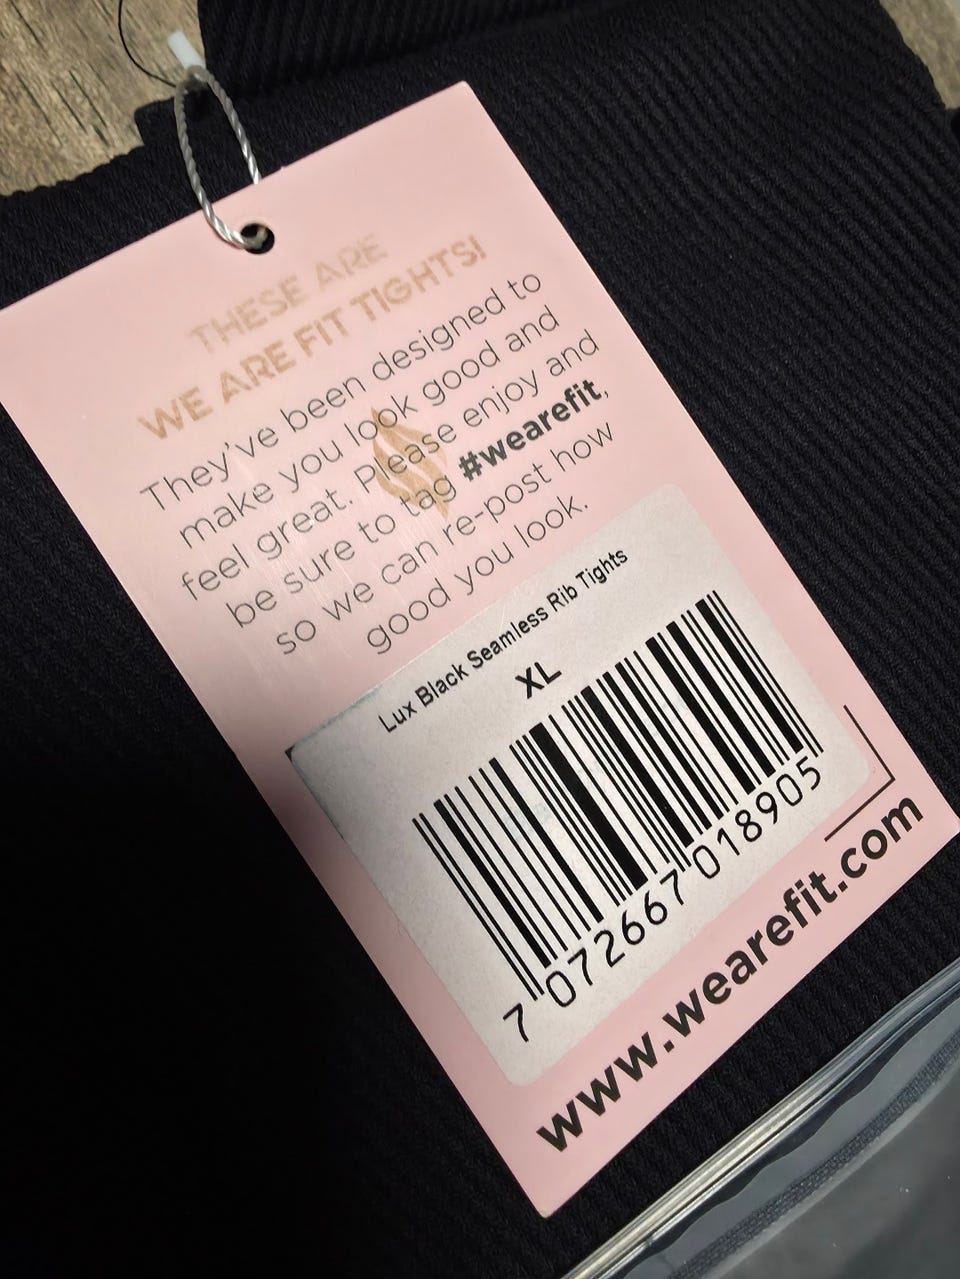 THESE ARE
WE ARE FIT TIGHTS!
They've been designed to
make you look good and
feel great. Please enjoy and
be sure to tag #wearefit,
so we can re-post how
good you look.
Lux Black Seamless Rib Tights
XL
7 072667 018905
www.wearefit.com